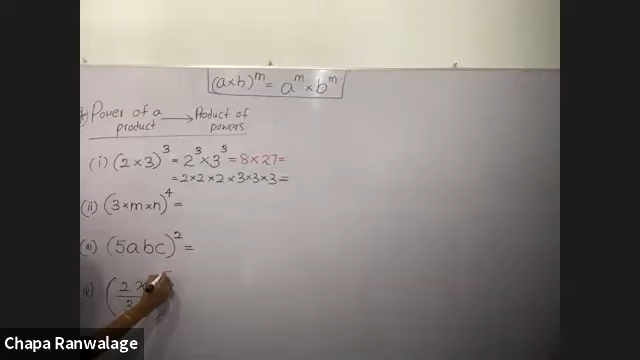 (a×b)^m = a^m × b^m
Power of a product → Product of powers
(i) (2×3)^3 = 2^3 × 3^3 = 8×27=
=2×2×2×3×3×3=
(ii) (3×m×n)^4 =
(iii) (5abc)^2 =
Chapa Ranwalage